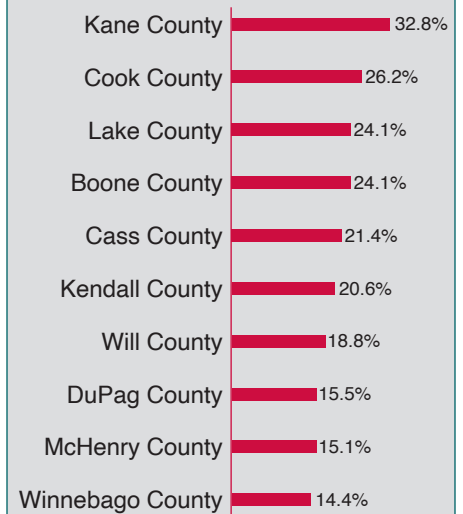 Kane County 32.8%
Cook County 26.2%
Lake County 24.1%
Boone County 24.1%
Cass County 21.4%
Kendall County 20.6%
Will County 18.8%
DuPag County 15.5%
McHenry County 15.1%
Winnebago County 14.4%